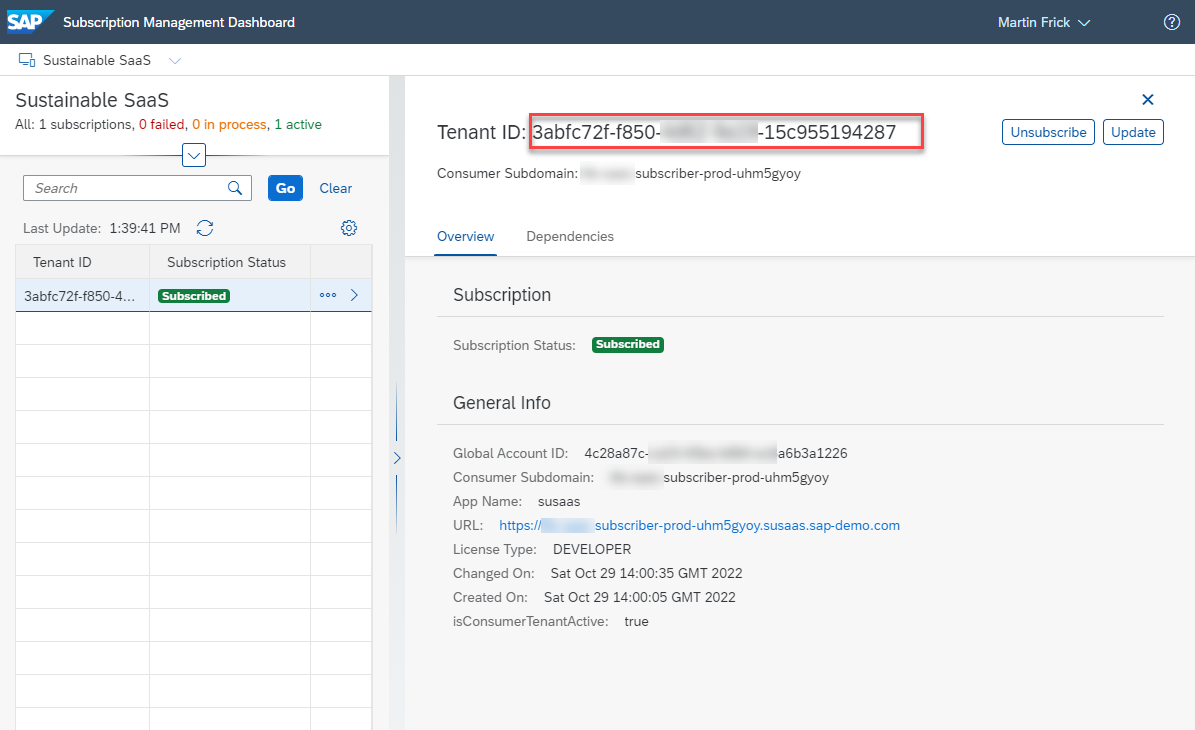 SAP Subscription Management Dashboard Martin Frick
Sustainable SaaS
Sustainable SaaS
All: 1 subscriptions, 0 failed, 0 in process, 1 active
Search Go Clear
Last Update: 1:39:41 PM
Tenant ID Subscription Status
3abfc72f-f850-4... Subscribed
Tenant ID: 3abfc72f-f850- -15c955194287
Unsubscribe Update
Consumer Subdomain: subscriber-prod-uhm5gyoy
Overview Dependencies
Subscription
Subscription Status: Subscribed
General Info
Global Account ID: 4c28a87c- a6b3a1226
Consumer Subdomain: subscriber-prod-uhm5gyoy
App Name: susaas
URL: https:// subscriber-prod-uhm5gyoy.susaas.sap-demo.com
License Type: DEVELOPER
Changed On: Sat Oct 29 14:00:35 GMT 2022
Created On: Sat Oct 29 14:00:05 GMT 2022
isConsumerTenantActive: true